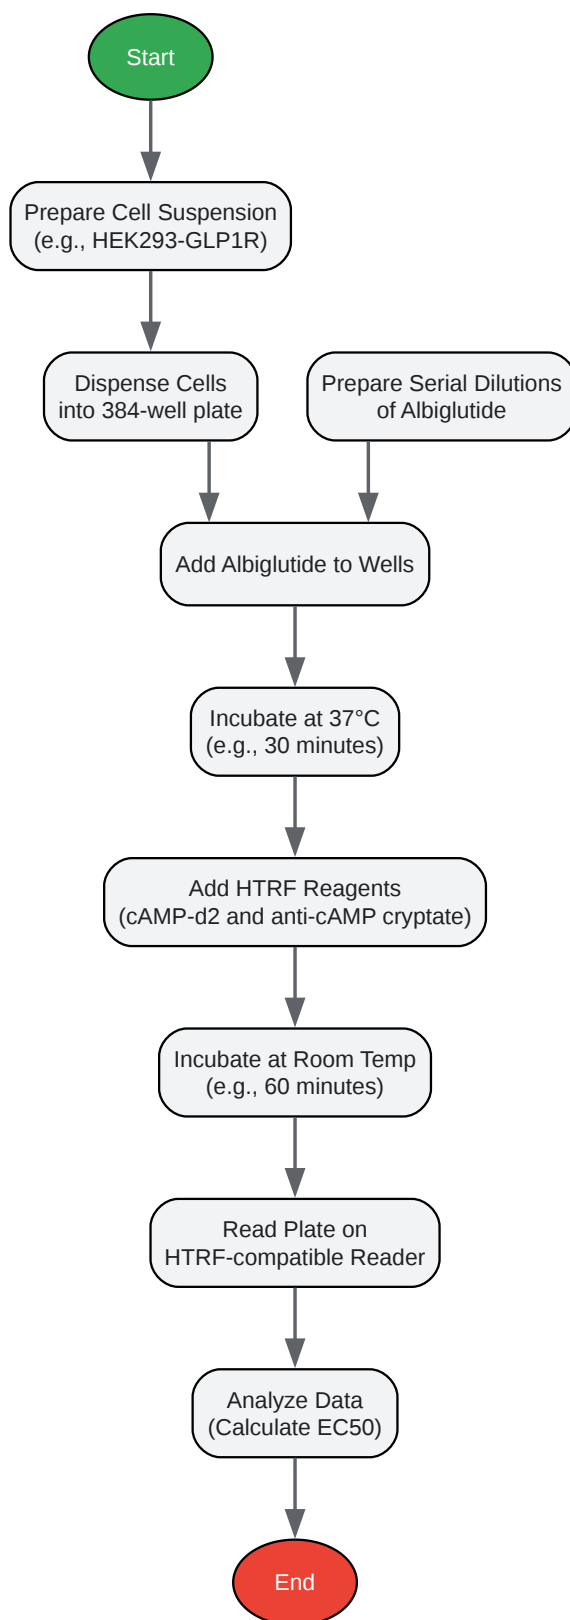 Start
Prepare Cell Suspension
(e.g., HEK293-GLP1R)
Dispense Cells
into 384-well plate
Prepare Serial Dilutions
of Albiglutide
Add Albiglutide to Wells
Incubate at 37°C
(e.g., 30 minutes)
Add HTRF Reagents
(cAMP-d2 and anti-cAMP cryptate)
Incubate at Room Temp
(e.g., 60 minutes)
Read Plate on
HTRF-compatible Reader
Analyze Data
(Calculate EC50)
End